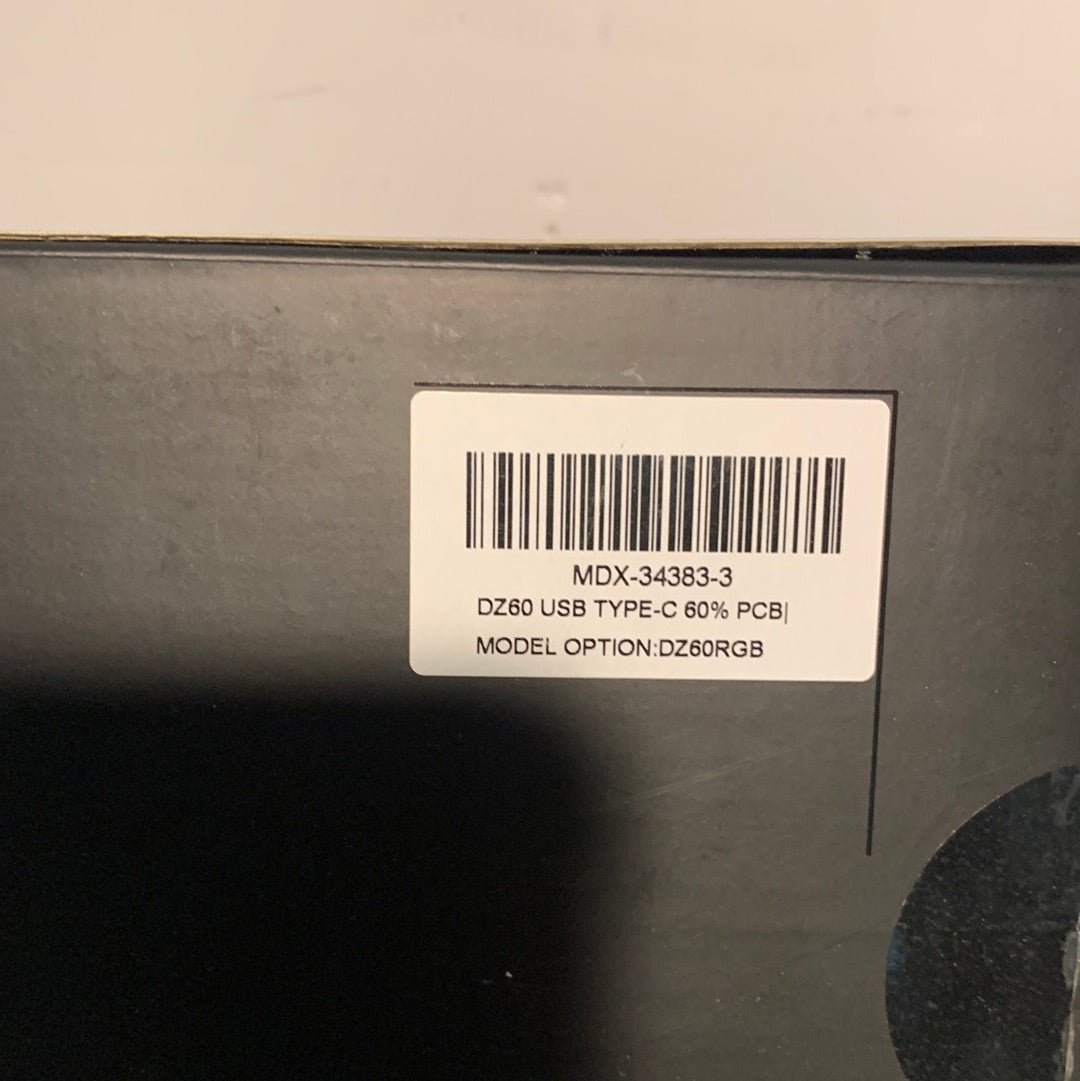 MDX-34383-3
DZ60 USB TYPE-C 60% PCB|
MODEL OPTION:DZ60RGB